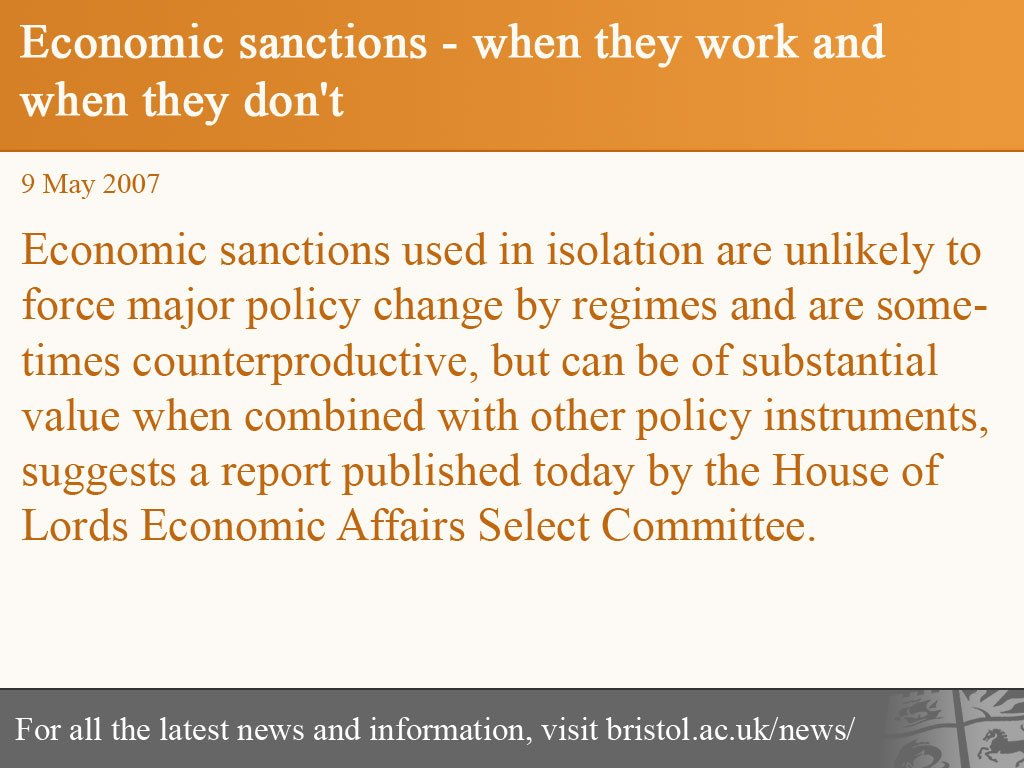 Economic sanctions - when they work and
when they don't
9 May 2007
Economic sanctions used in isolation are unlikely to
force major policy change by regimes and are some-
times counterproductive, but can be of substantial
value when combined with other policy instruments,
suggests a report published today by the House of
Lords Economic Affairs Select Committee.
For all the latest news and information, visit bristol.ac.uk/news/